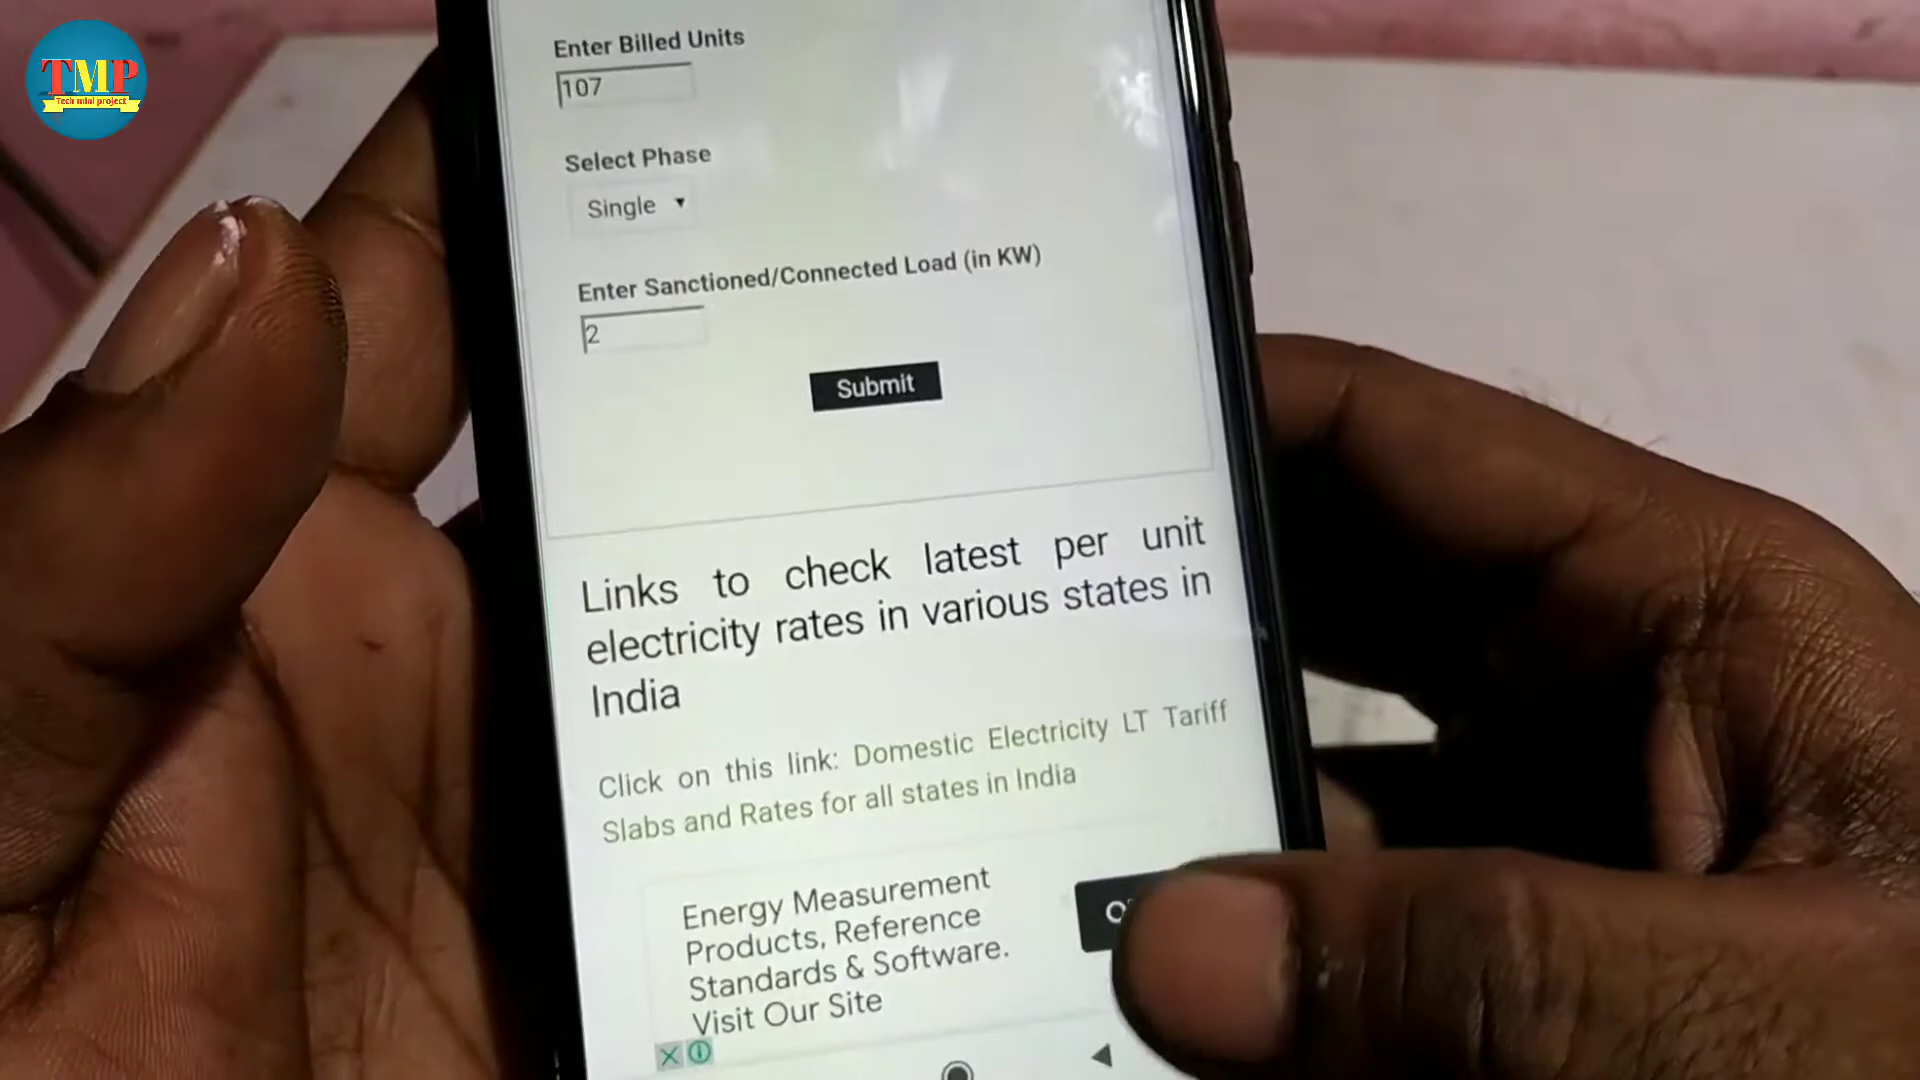 TMP
Tech mini project
Enter Billed Units
107
Select Phase
Single
Enter Sanctioned/Connected Load (in KW)
2
Submit
Links to check latest per unit
electricity rates in various states in
India
Click on this link: Domestic Electricity LT Tariff
Slabs and Rates for all states in India
Energy Measurement
Products, Reference
Standards & Software.
Visit Our Site